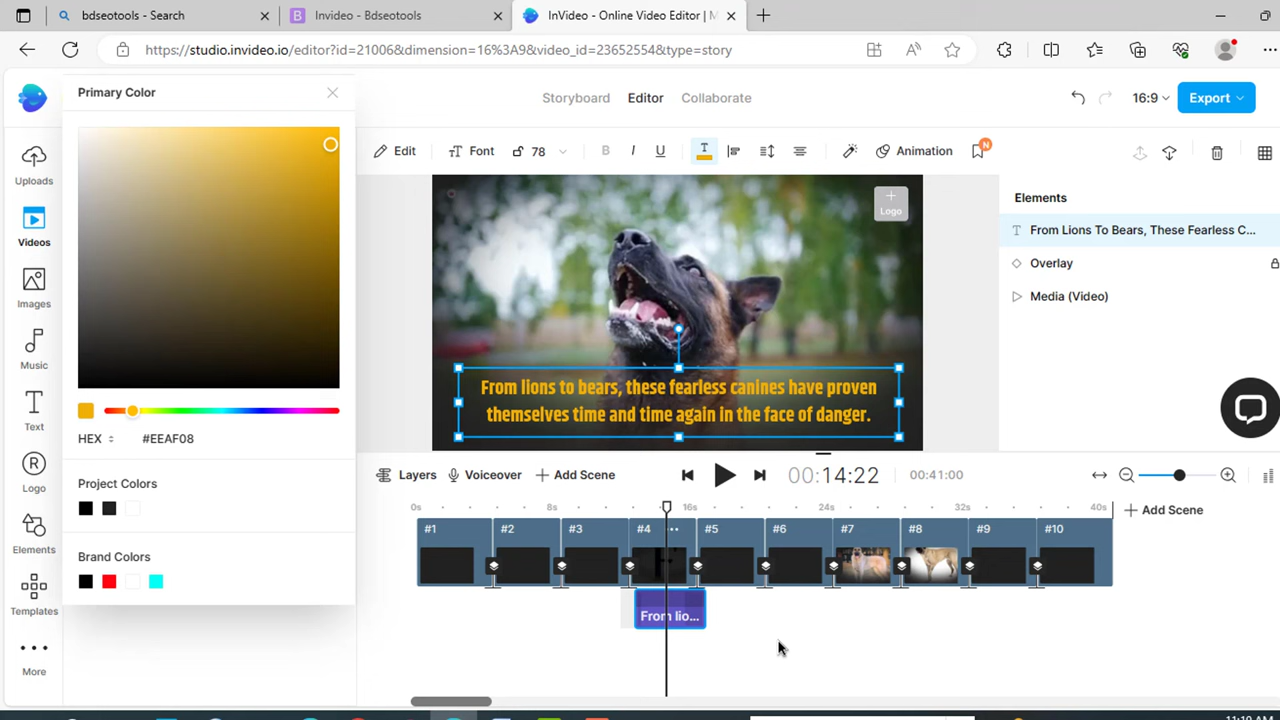 bdseotools - Search
Invideo - Bdseotools
InVideo - Online Video Editor | M
https://studio.invideo.io/editor?id=21006&dimension=16%3A9&video_id=23652554&type=story
Primary Color
Storyboard
Editor
Collaborate
16:9
Export
Edit
Font
78
B
I
U
T
Animation
N
Uploads
Videos
Images
Music
Text
Logo
Elements
Templates
More
HEX
#EEAF08
Project Colors
Brand Colors
Logo
From lions to bears, these fearless canines have proven
themselves time and time again in the face of danger.
Elements
From Lions To Bears, These Fearless C...
Overlay
Media (Video)
Layers
Voiceover
Add Scene
00:14:22
00:41:00
0s
8s
16s
24s
32s
40s
#1
#2
#3
#4
#5
#6
#7
#8
#9
#10
Add Scene
From lio...